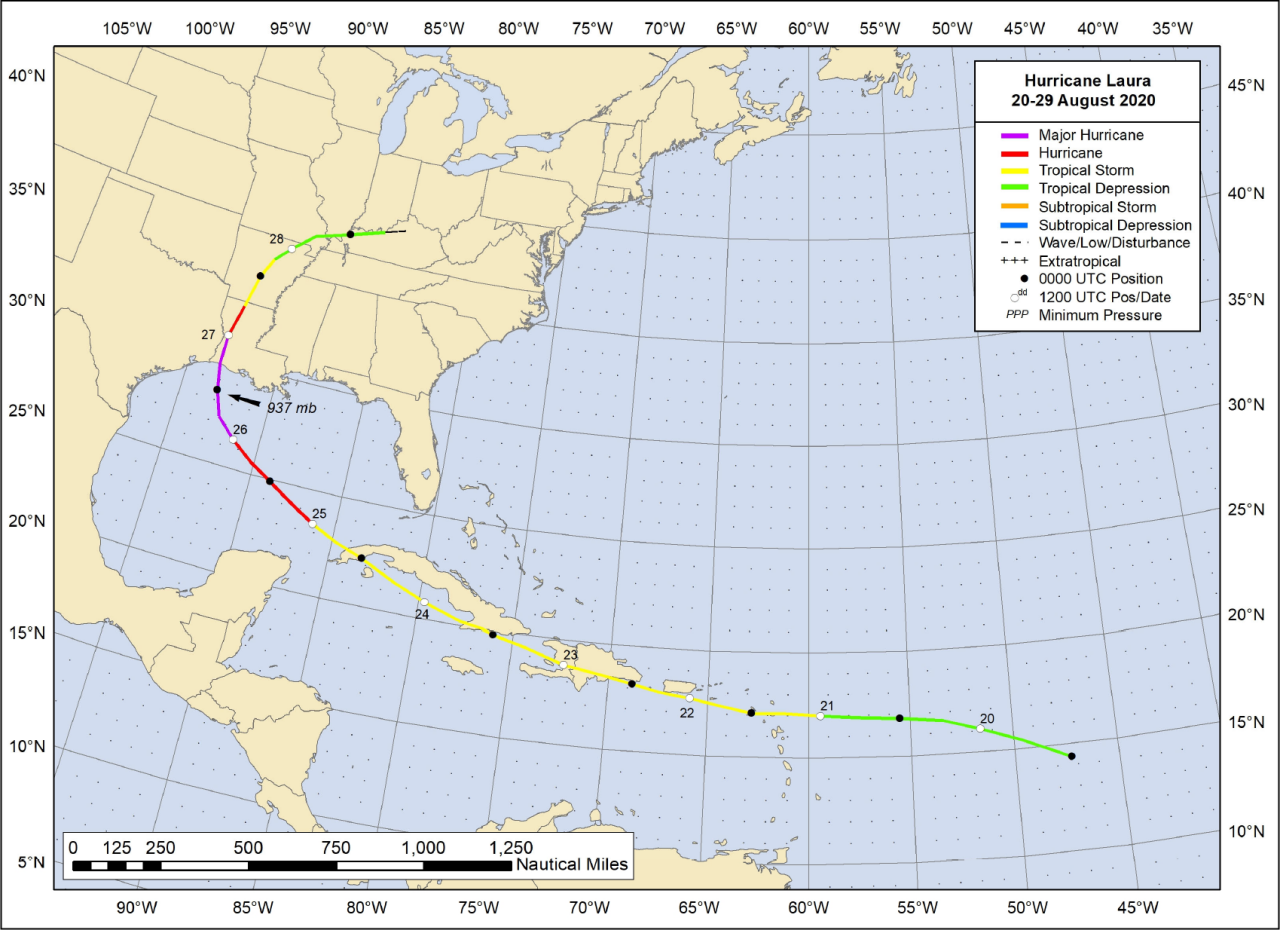 105°W 100°W 95°W 90°W 85°W 80°W 75°W 70°W 65°W 60°W 55°W 50°W 45°W 40°W 35°W
40°N
35°N
30°N
25°N
20°N
15°N
10°N
5°N
45°N
40°N
35°N
30°N
25°N
20°N
15°N
10°N
Hurricane Laura
20-29 August 2020
Major Hurricane
Hurricane
Tropical Storm
Tropical Depression
Subtropical Storm
Subtropical Depression
Wave/Low/Disturbance
+++ Extratropical
0000 UTC Position
dd 1200 UTC Pos/Date
PPP Minimum Pressure
28
27
937 mb
26
25
24
23
22
21
20
0 125 250 500 750 1,000 1,250
Nautical Miles
90°W 85°W 80°W 75°W 70°W 65°W 60°W 55°W 50°W 45°W